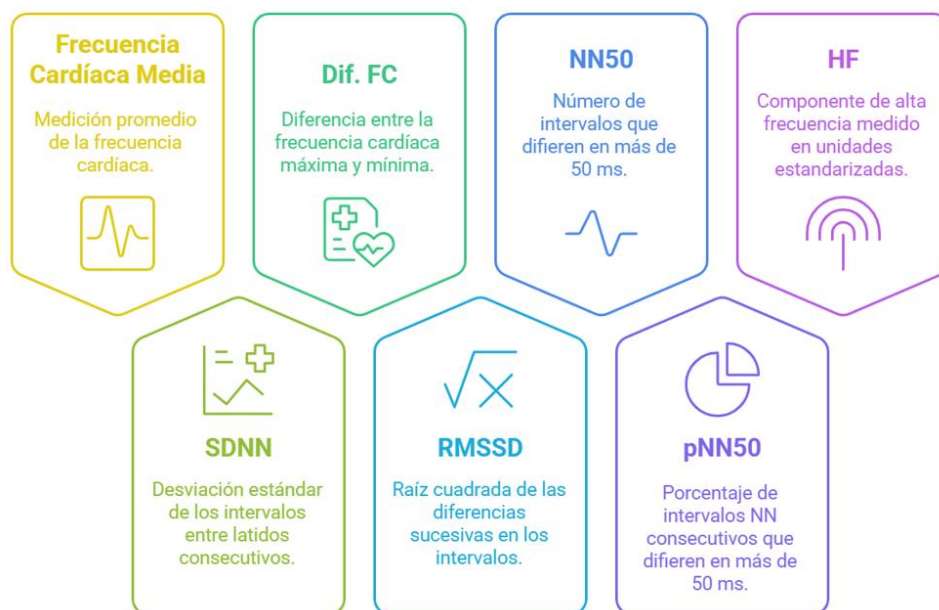 Frecuencia
Cardíaca Media
Medición promedio
de la frecuencia
cardíaca.
Dif. FC
Diferencia entre la
frecuencia cardíaca
máxima y mínima.
NN50
Número de
intervalos que
difieren en más de
50 ms.
HF
Componente de alta
frecuencia medido
en unidades
estandarizadas.
SDNN
Desviación estándar
de los intervalos
entre latidos
consecutivos.
RMSSD
Raíz cuadrada de las
diferencias
sucesivas en los
intervalos.
pNN50
Porcentaje de
intervalos NN
consecutivos que
difieren en más de
50 ms.